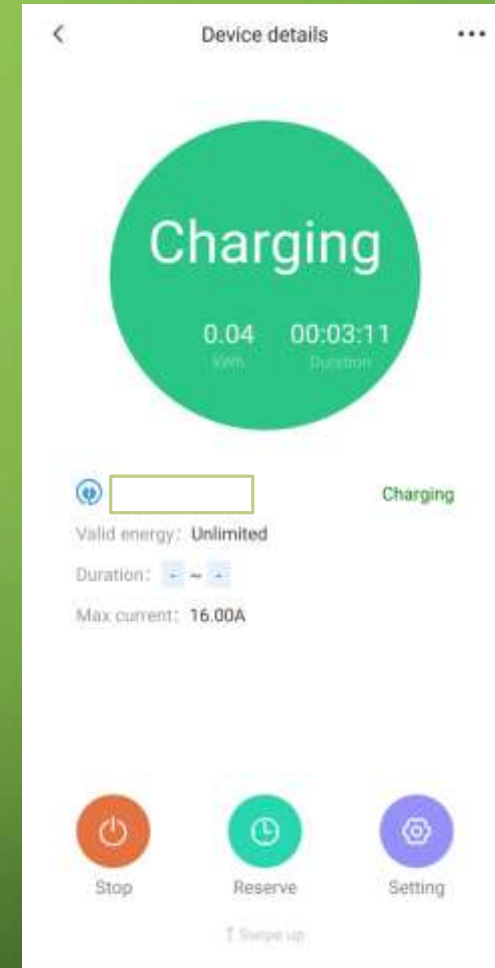 Device details
Charging
0.04 00:03:11
kWh Duration
Charging
Valid energy: Unlimited
Duration: - ~ -
Max current: 16.00A
Stop Reserve Setting
Swipe up